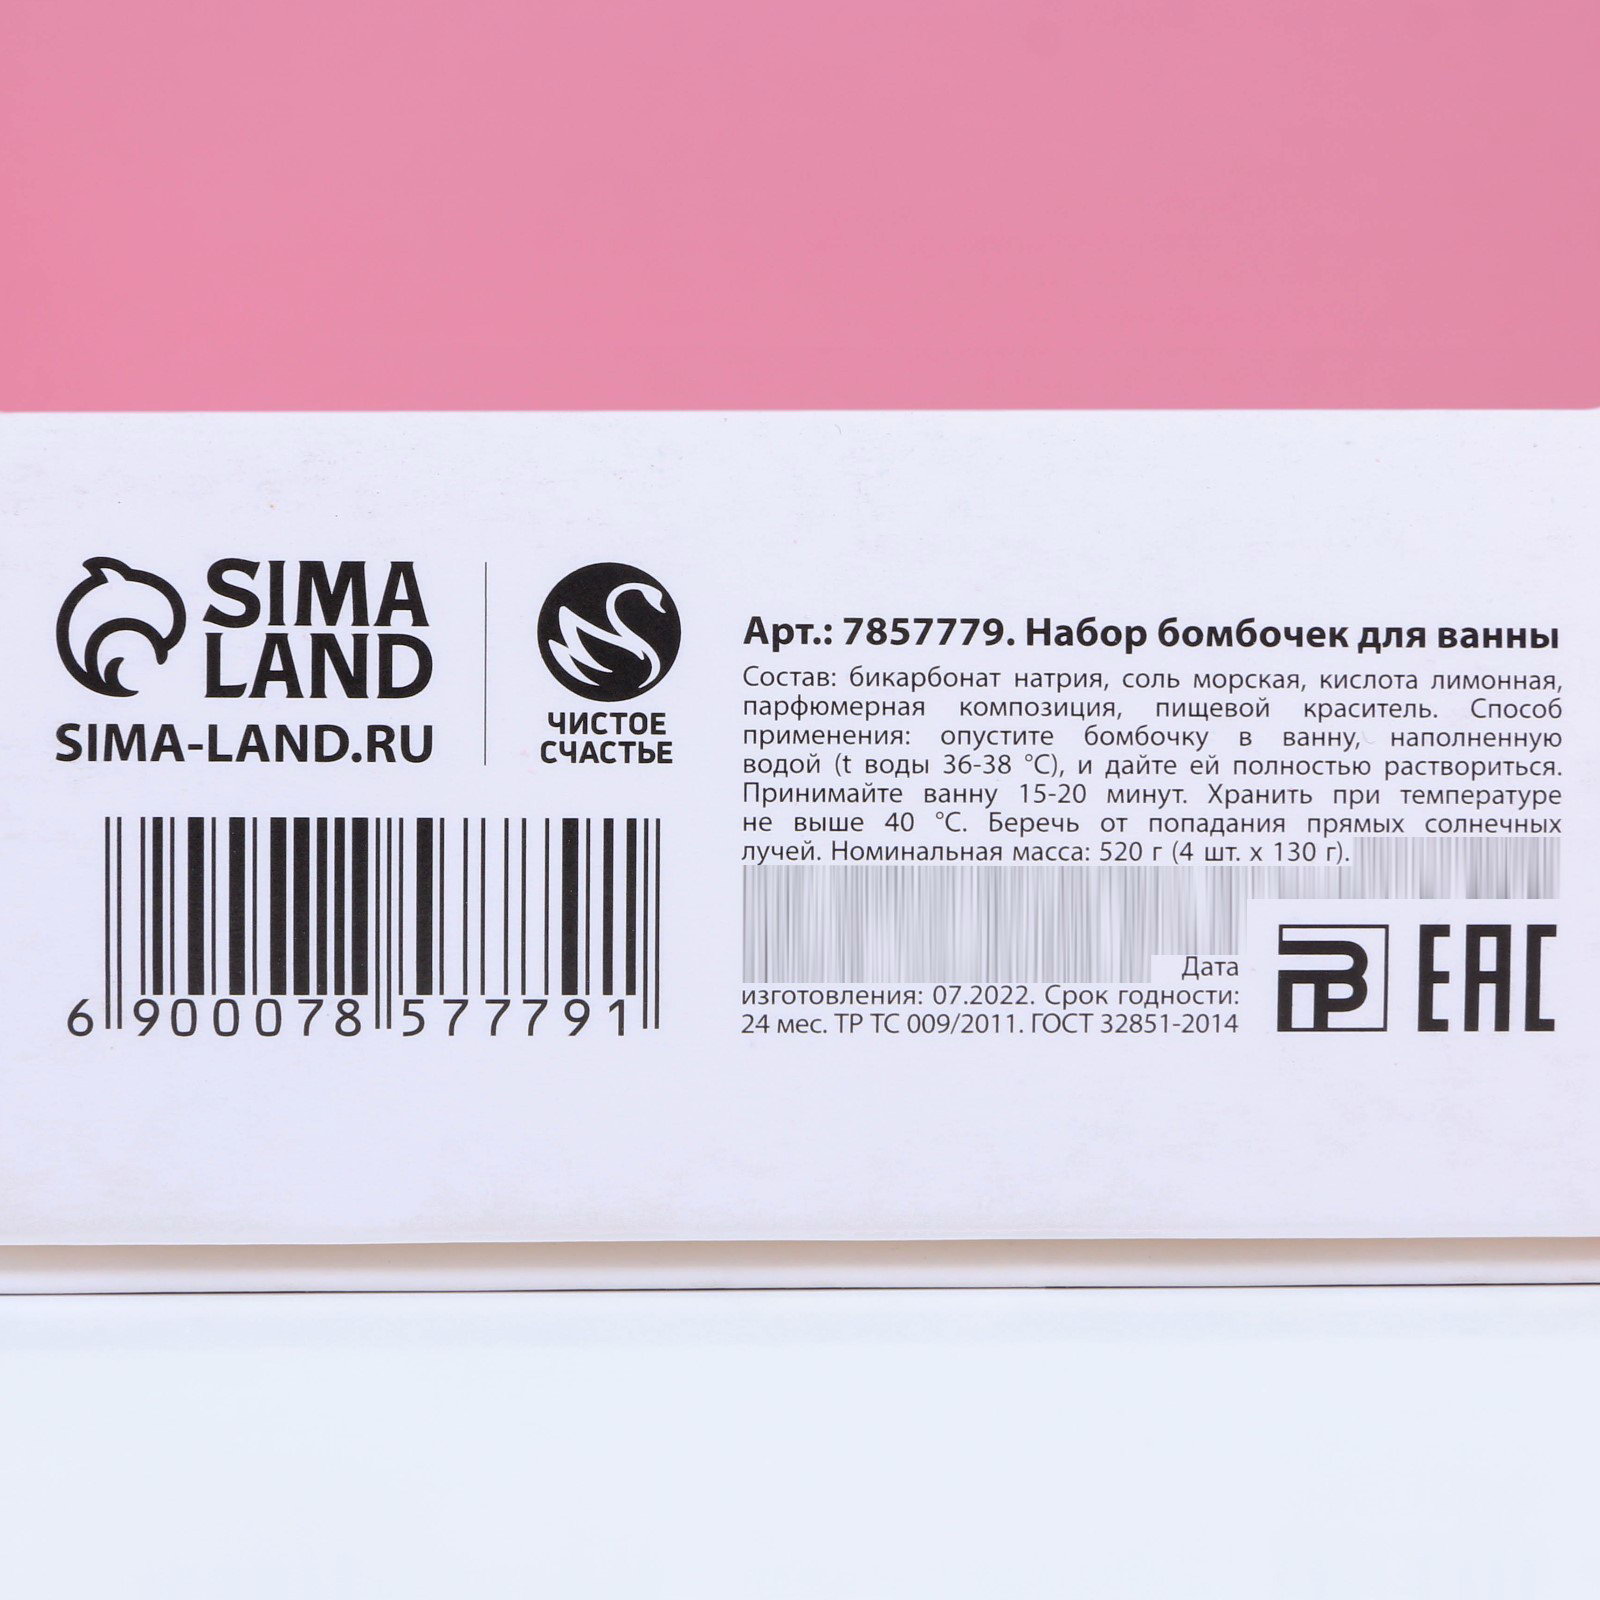 SIMA
LAND
SIMA-LAND.RU
ЧИСТОЕ
СЧАСТЬЕ
6 900078 577791
Арт.: 7857779. Набор бомбочек для ванны
Состав: бикарбонат натрия, соль морская, кислота лимонная,
парфюмерная композиция, пищевой краситель. Способ
применения: опустите бомбочку в ванну, наполненную
водой (t воды 36-38 °C), и дайте ей полностью раствориться.
Принимайте ванну 15-20 минут. Хранить при температуре
не выше 40 °C. Беречь от попадания прямых солнечных
лучей. Номинальная масса: 520 г (4 шт. х 130 г).
Дата
изготовления: 07.2022. Срок годности:
24 мес. ТР ТС 009/2011. ГОСТ 32851-2014
EAC